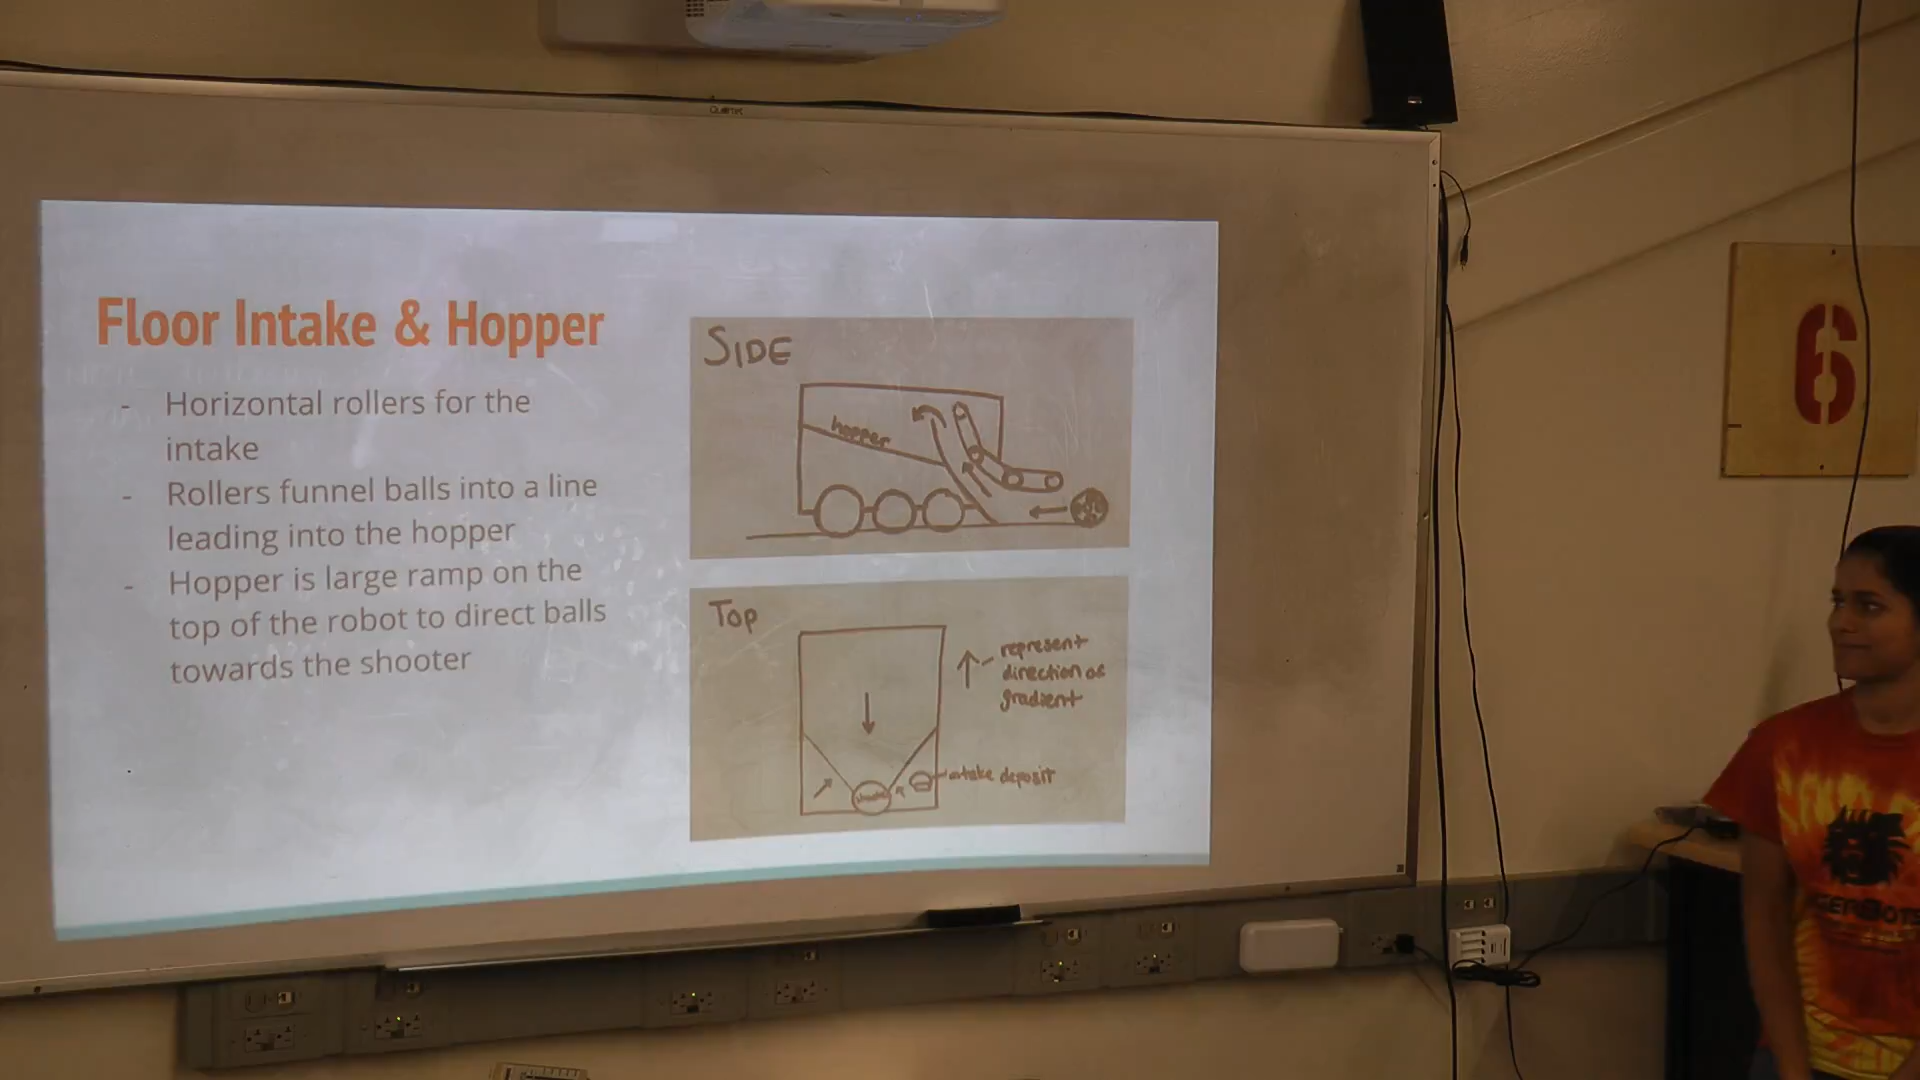 Quartet
Floor Intake & Hopper
- Horizontal rollers for the
intake
- Rollers funnel balls into a line
leading into the hopper
- Hopper is large ramp on the
top of the robot to direct balls
towards the shooter
SIDE
hopper
Top
represent
direction of
gradient
intake deposit
shooter
6